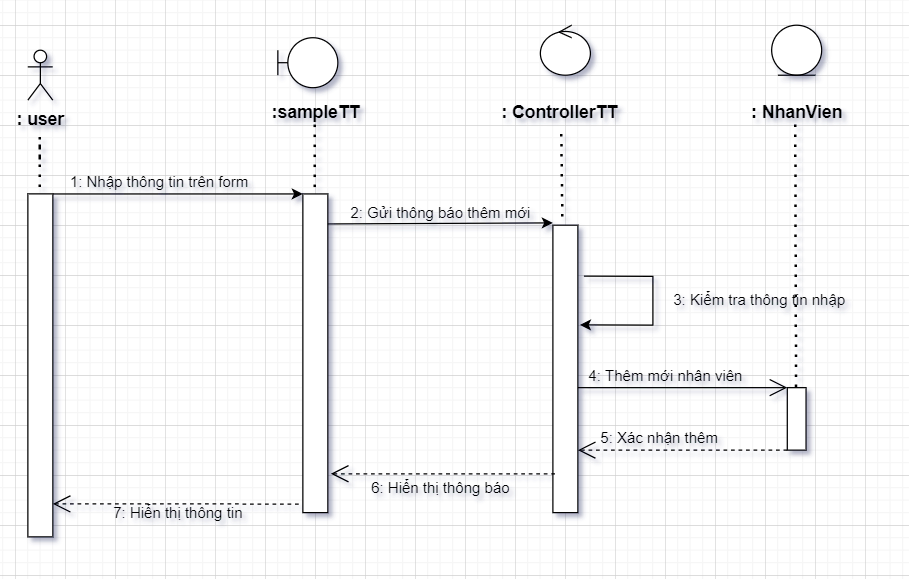 : user
:sampleTT
: ControllerTT
: NhanVien
1: Nhập thông tin trên form
2: Gửi thông báo thêm mới
3: Kiểm tra thông tin nhập
4: Thêm mới nhân viên
5: Xác nhận thêm
6: Hiển thị thông báo
7: Hiên thị thông tin